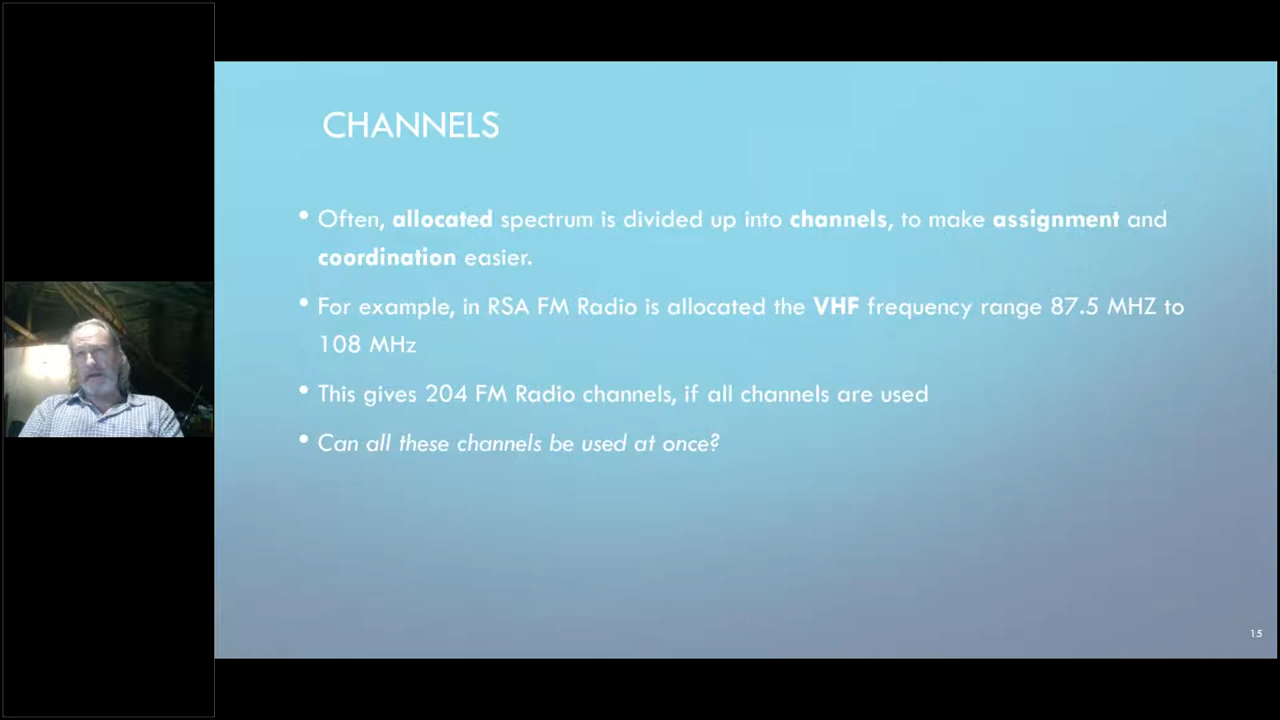 CHANNELS
• Often, allocated spectrum is divided up into channels, to make assignment and
coordination easier.
• For example, in RSA FM Radio is allocated the VHF frequency range 87.5 MHZ to
108 MHz
• This gives 204 FM Radio channels, if all channels are used
• Can all these channels be used at once?
15